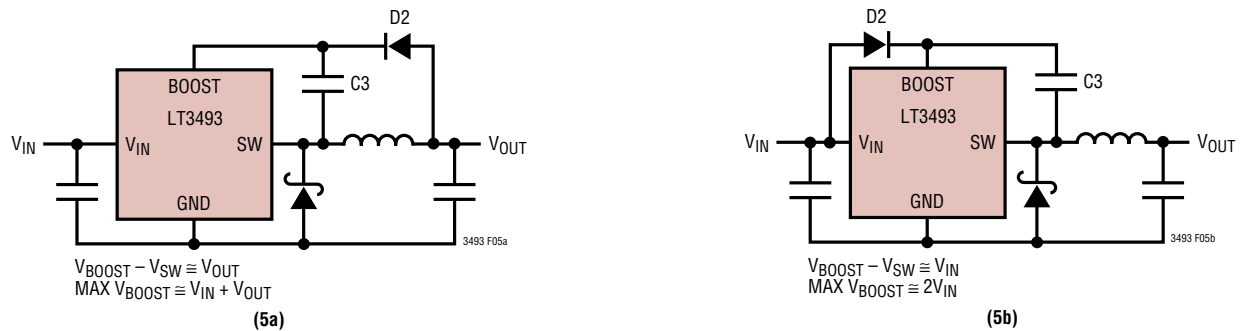 D2
BOOST
LT3493
C3
V_IN
V_IN
SW
V_OUT
GND
3493 F05a
V_BOOST – V_SW ≅ V_OUT
MAX V_BOOST ≅ V_IN + V_OUT
(5a)
D2
BOOST
LT3493
C3
V_IN
V_IN
SW
V_OUT
GND
3493 F05b
V_BOOST – V_SW ≅ V_IN
MAX V_BOOST ≅ 2V_IN
(5b)